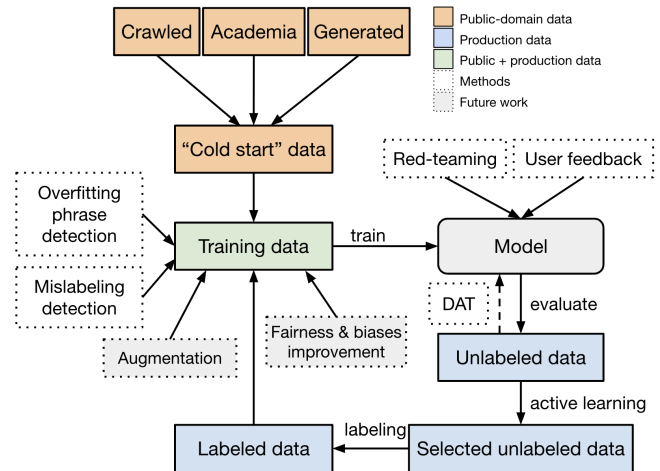 Crawled
Academia
Generated
Public-domain data
Production data
Public + production data
Methods
Future work
“Cold start” data
Red-teaming
User feedback
Overfitting
phrase
detection
Training data
train
Model
Mislabeling
detection
DAT
evaluate
Augmentation
Fairness & biases
improvement
Unlabeled data
active learning
Labeled data
labeling
Selected unlabeled data